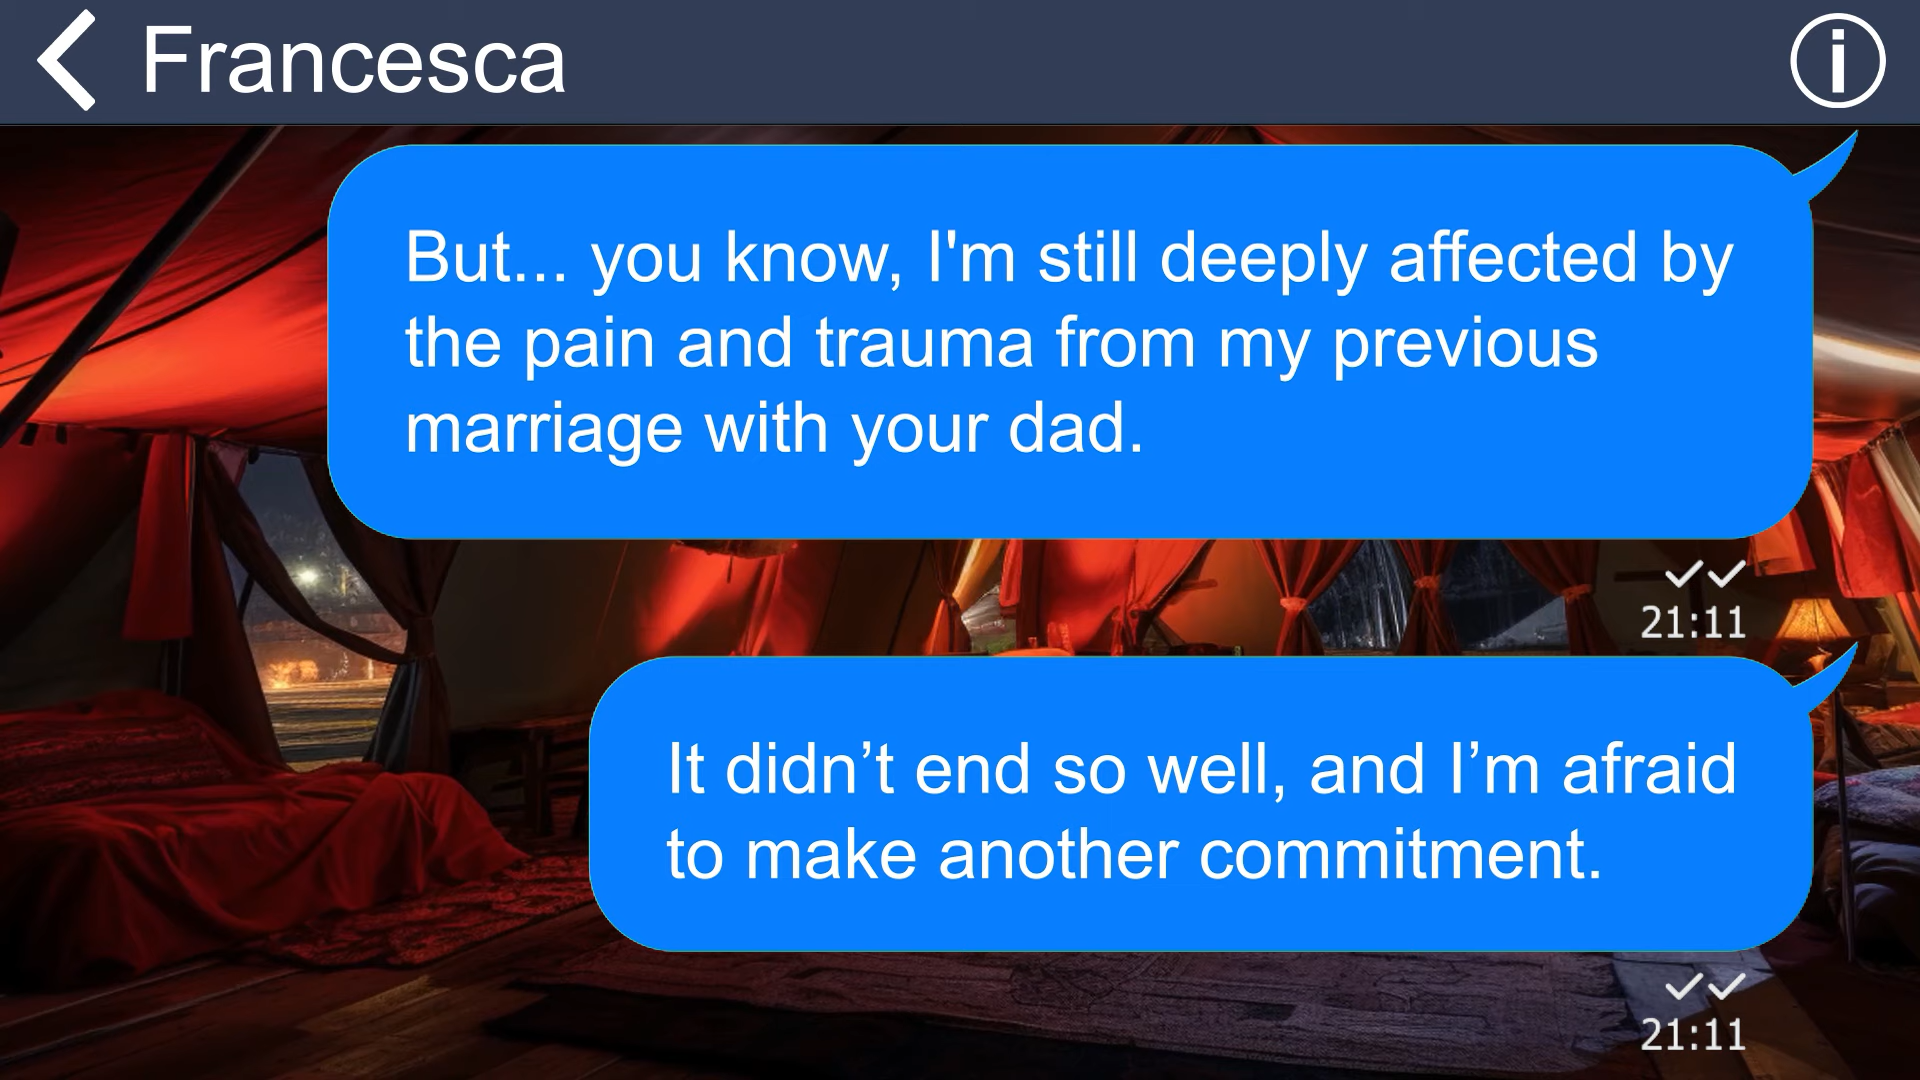 Francesca
But... you know, I'm still deeply affected by
the pain and trauma from my previous
marriage with your dad.
21:11
It didn’t end so well, and I’m afraid
to make another commitment.
21:11